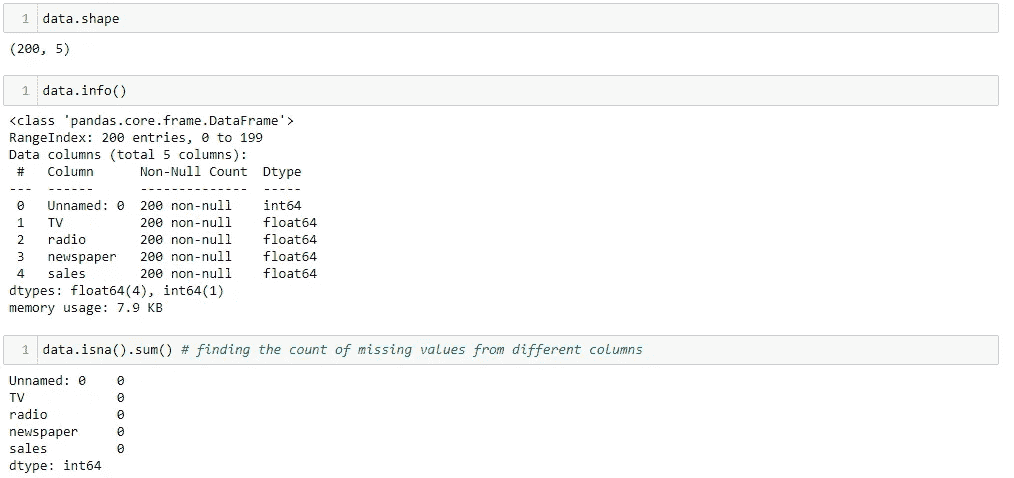 1 data.shape
(200, 5)
1 data.info()
<class 'pandas.core.frame.DataFrame'>
RangeIndex: 200 entries, 0 to 199
Data columns (total 5 columns):
 #   Column      Non-Null Count  Dtype
---  ------      --------------  -----
 0   Unnamed: 0  200 non-null    int64
 1   TV          200 non-null    float64
 2   radio       200 non-null    float64
 3   newspaper   200 non-null    float64
 4   sales       200 non-null    float64
dtypes: float64(4), int64(1)
memory usage: 7.9 KB
1 data.isna().sum() # finding the count of missing values from different columns
Unnamed: 0    0
TV            0
radio         0
newspaper     0
sales         0
dtype: int64